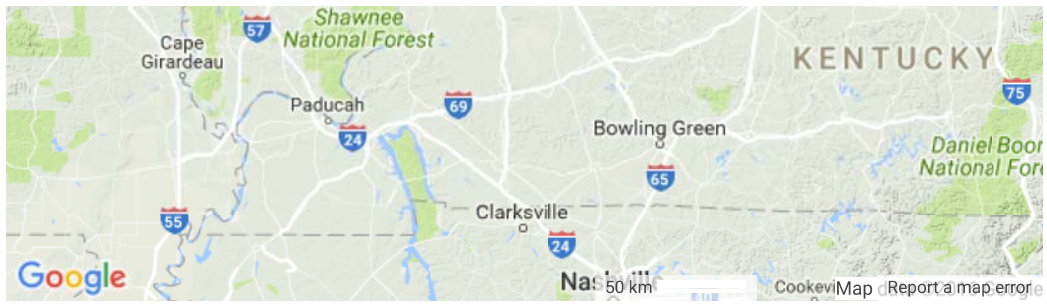 Shawnee
National Forest
57
Cape
Girardeau
KENTUCKY
75
69
Paducah
24
Bowling Green
Daniel Boon
National Fore
65
Clarksville
55
24
Google
50 km
Map
Report a map error